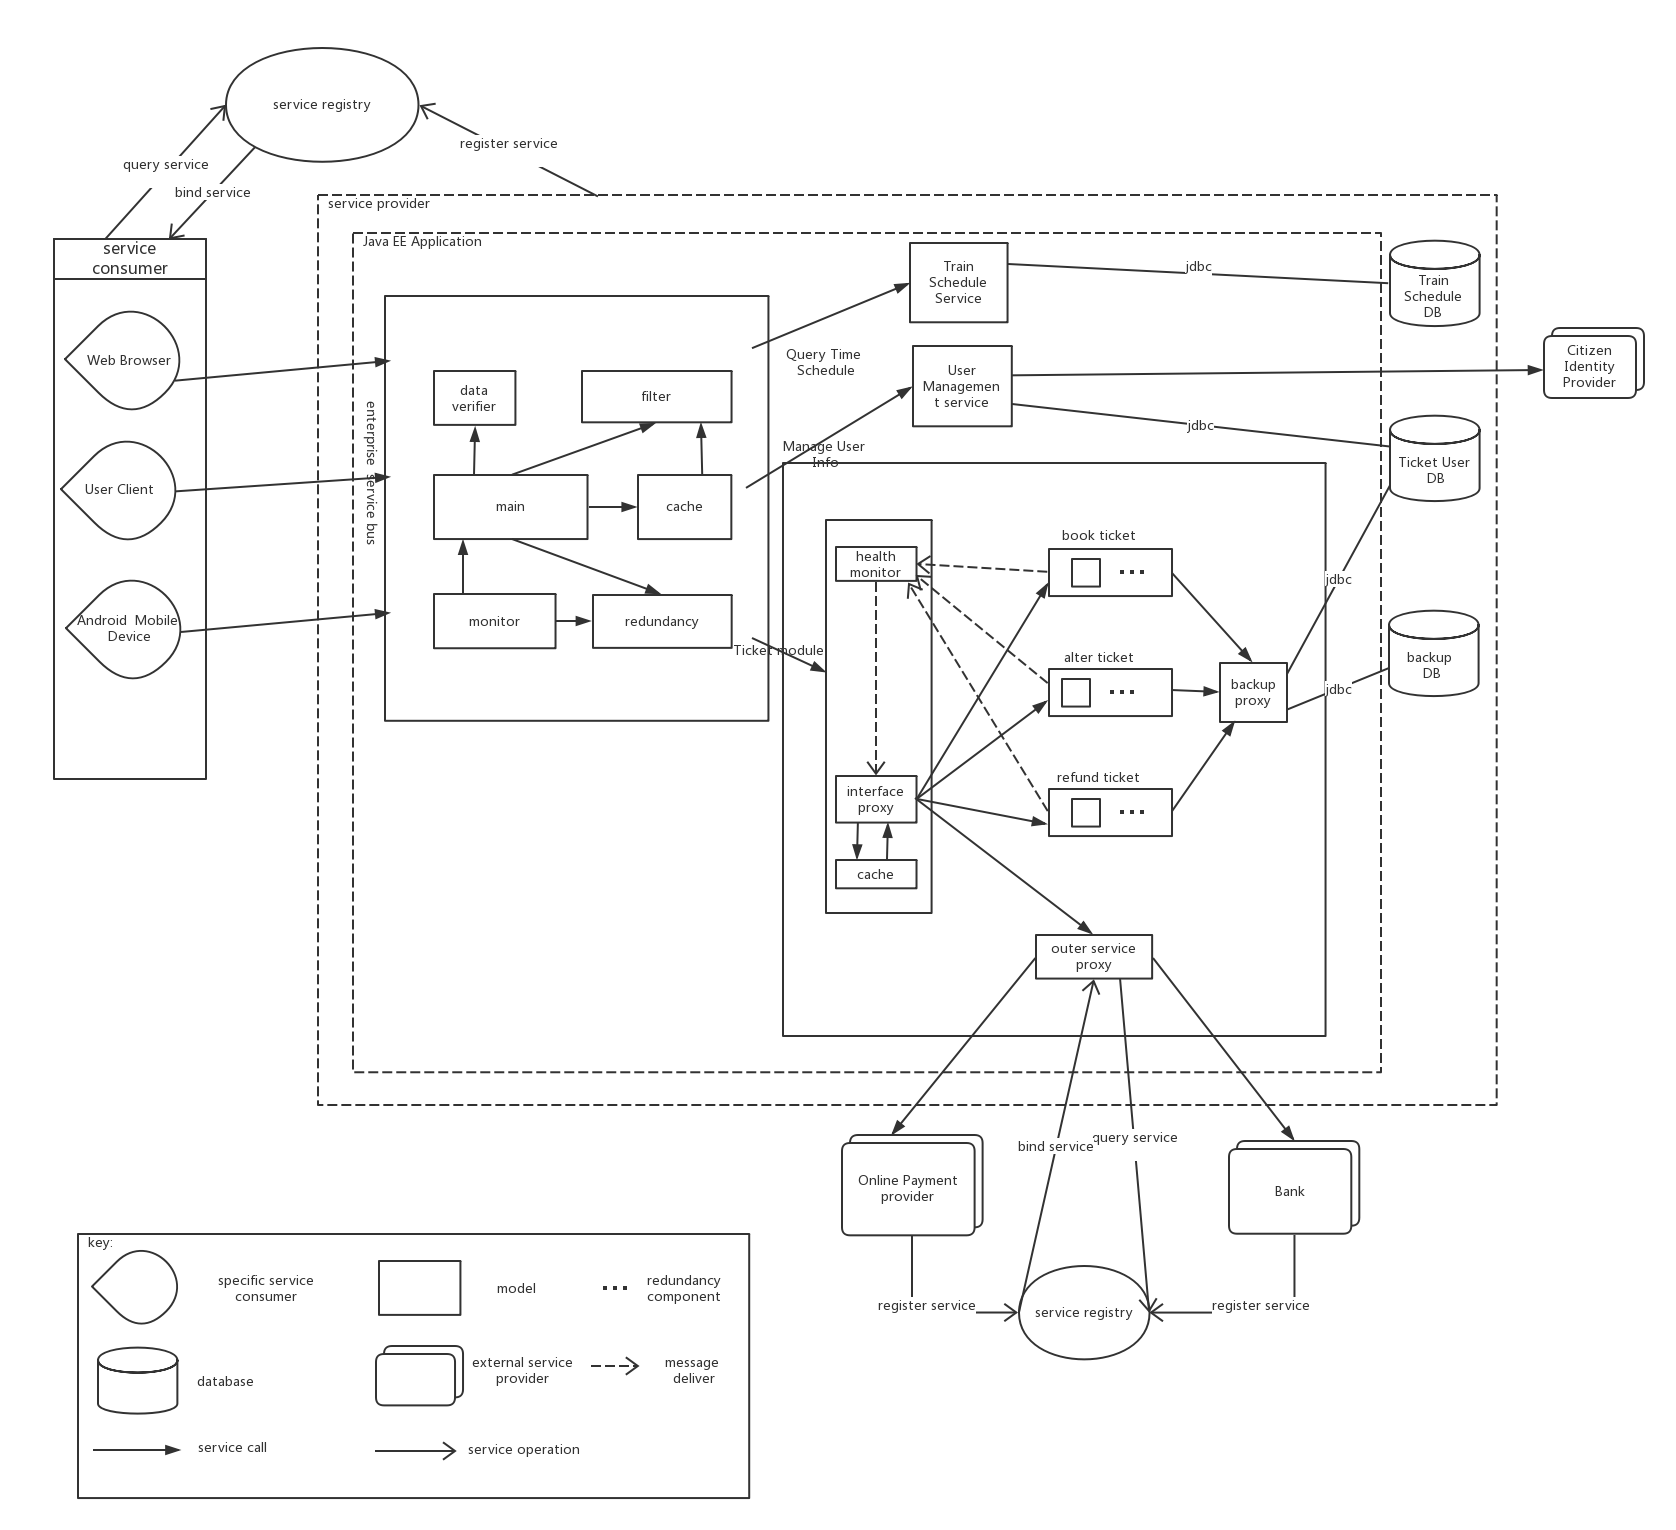 service registry
register service
query service
bind service
service provider
service
consumer
Java EE Application
Train
Schedule
Service
jdbc
Train
Schedule
DB
Web Browser
Query Time
Schedule
User
Managemen
t service
Citizen
Identity
Provider
data
verifier
filter
enterprise  service bus
jdbc
Manage User
Info
Ticket User
DB
User Client
main
cache
book ticket
health
monitor
jdbc
Android  Mobile
Device
monitor
redundancy
Ticket module
alter ticket
backup
DB
backup
proxy
jdbc
refund ticket
interface
proxy
cache
outer service
proxy
bind service
query service
Online Payment
provider
Bank
register service
service registry
register service
key:
specific service
consumer
model
redundancy
component
database
external service
provider
message
deliver
service call
service operation